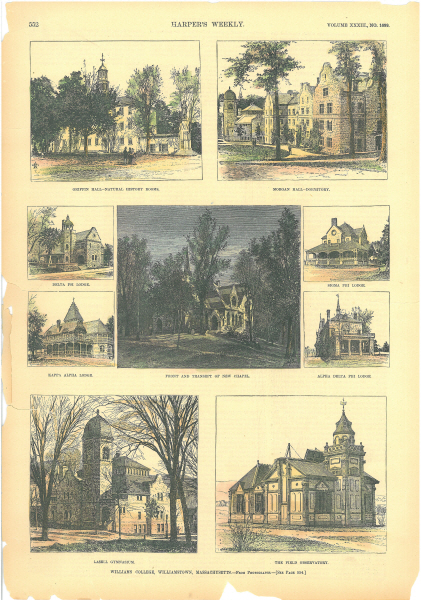 552
HARPER'S WEEKLY.
VOLUME XXXIII., NO. 1699.
GRIFFIN HALL—NATURAL HISTORY ROOMS.
MORGAN HALL—DORMITORY.
DELTA PSI LODGE.
SIGMA PHI LODGE.
KAPPA ALPHA LODGE.
FRONT AND TRANSEPT OF NEW CHAPEL.
ALPHA DELTA PHI LODGE.
LASELL GYMNASIUM.
THE FIELD OBSERVATORY.
WILLIAMS COLLEGE, WILLIAMSTOWN, MASSACHUSETTS.—From Photographs.—[See Page 554.]